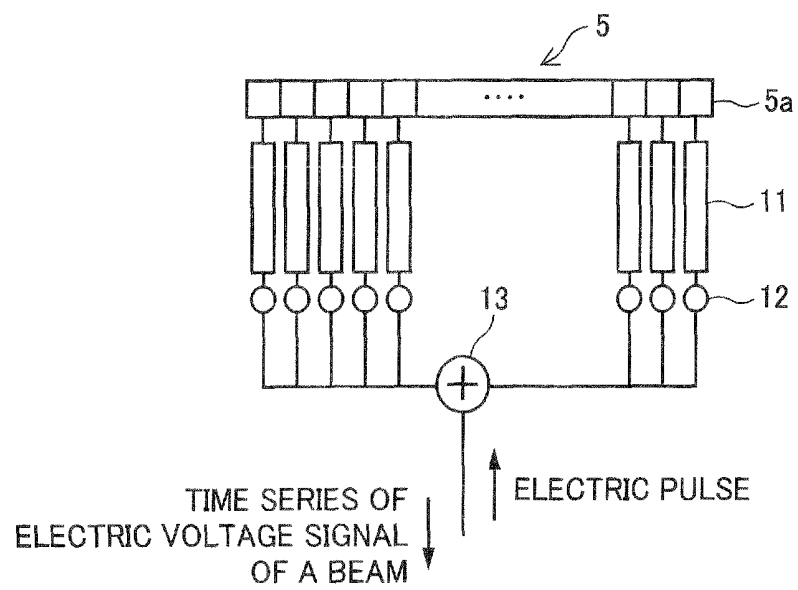 5
....
5a
11
12
13
+
TIME SERIES OF
ELECTRIC VOLTAGE SIGNAL
OF A BEAM
ELECTRIC PULSE